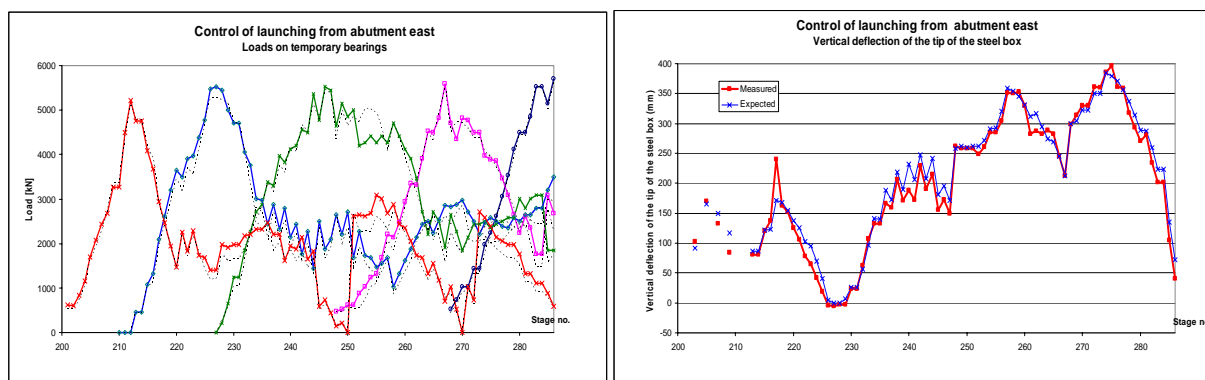 Control of launching from abutment east
Loads on temporary bearings
Load [kN]
6000
5000
4000
3000
2000
1000
0
200 210 220 230 240 250 260 270 280
Stage no.
Control of launching from abutment east
Vertical deflection of the tip of the steel box
Vertical deflection of the tip of the steel box (mm)
400
350
300
250
200
150
100
50
0
-50
Measured
Expected
200 210 220 230 240 250 260 270 280
Stage no